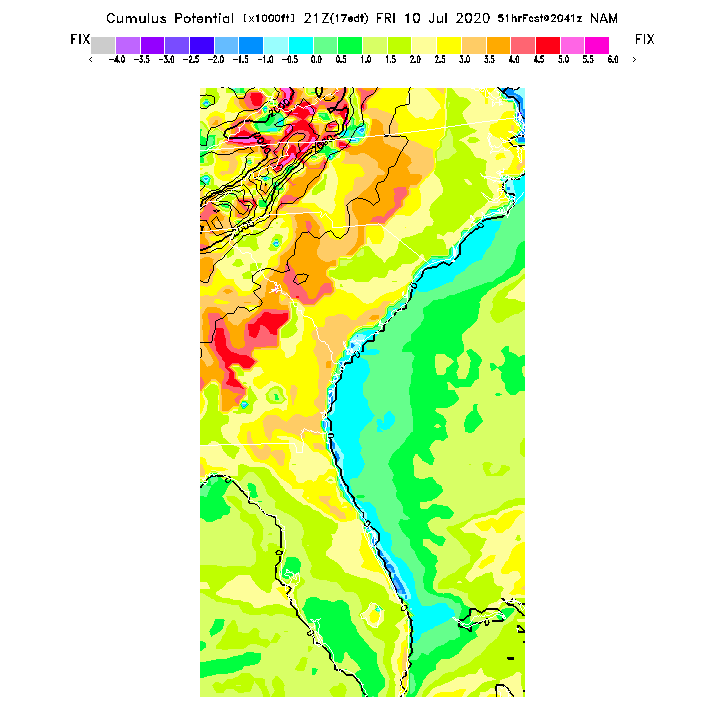 Cumulus Potential [x1000ft] 21Z(17edt) FRI 10 Jul 2020 51hrFcst@2041z NAM
FIX FIX
< -4.0 -3.5 -3.0 -2.5 -2.0 -1.5 -1.0 -0.5 0.0 0.5 1.0 1.5 2.0 2.5 3.0 3.5 4.0 4.5 5.0 5.5 6.0 >